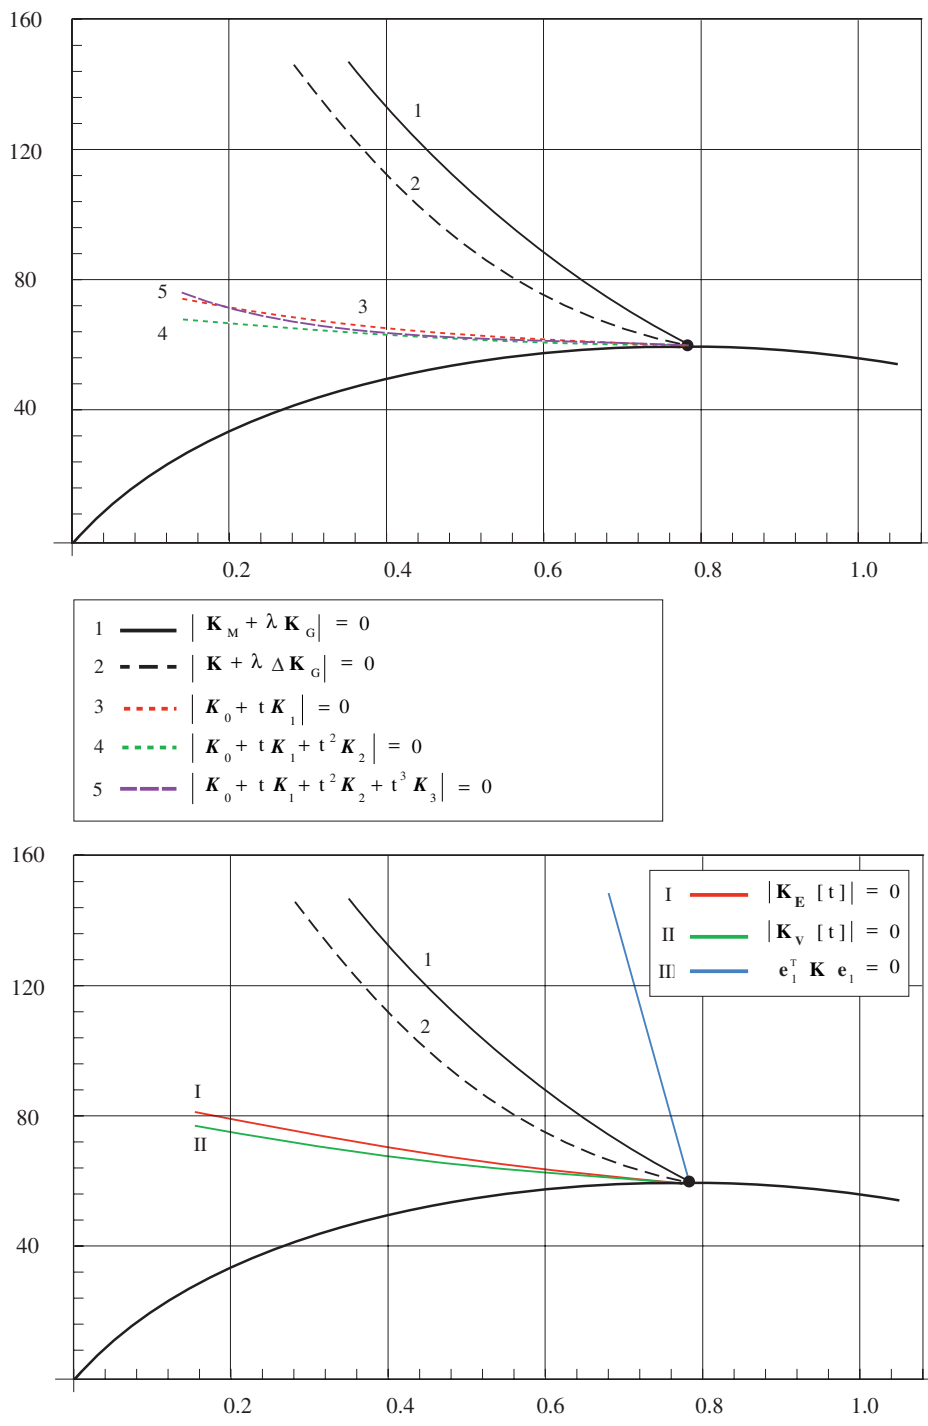 160
1
120
2
80
5
3
4
40
0.2 0.4 0.6 0.8 1.0
1 | K_M + λ K_G | = 0
2 | K + λ Δ K_G | = 0
3 | K_0 + t K_1 | = 0
4 | K_0 + t K_1 + t^2 K_2 | = 0
5 | K_0 + t K_1 + t^2 K_2 + t^3 K_3 | = 0
160
I |K_E [t]| = 0
II |K_V [t]| = 0
III e_1^T K e_1 = 0
1
120
2
I
80
II
40
0.2 0.4 0.6 0.8 1.0